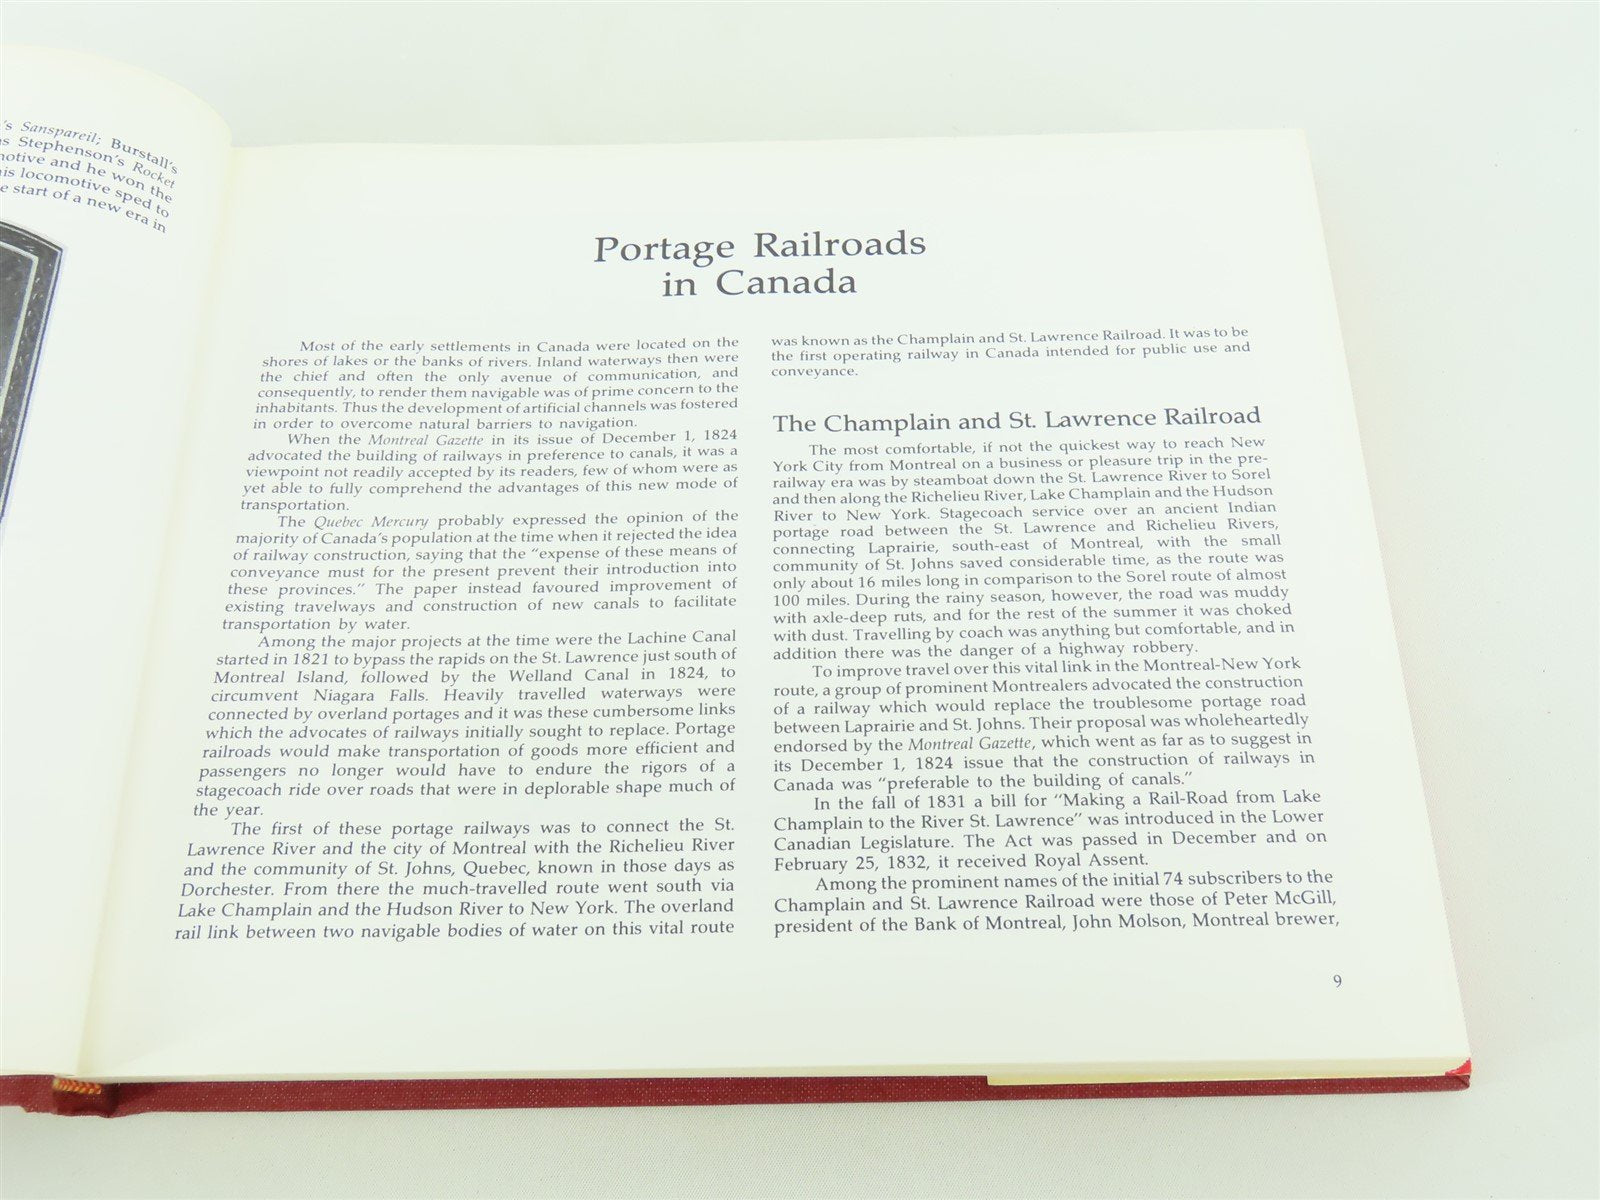 's Sanspareil; Burstall's
s Stephenson's Rocket
motive and he won the
is locomotive sped to
e start of a new era in
Portage Railroads
in Canada
Most of the early settlements in Canada were located on the
shores of lakes or the banks of rivers. Inland waterways then were
the chief and often the only avenue of communication, and
consequently, to render them navigable was of prime concern to the
inhabitants. Thus the development of artificial channels was fostered
in order to overcome natural barriers to navigation.
When the Montreal Gazette in its issue of December 1, 1824
advocated the building of railways in preference to canals, it was a
viewpoint not readily accepted by its readers, few of whom were as
yet able to fully comprehend the advantages of this new mode of
transportation.
The Quebec Mercury probably expressed the opinion of the
majority of Canada's population at the time when it rejected the idea
of railway construction, saying that the "expense of these means of
conveyance must for the present prevent their introduction into
these provinces." The paper instead favoured improvement of
existing travelways and construction of new canals to facilitate
transportation by water.
Among the major projects at the time were the Lachine Canal
started in 1821 to bypass the rapids on the St. Lawrence just south of
Montreal Island, followed by the Welland Canal in 1824, to
circumvent Niagara Falls. Heavily travelled waterways were
connected by overland portages and it was these cumbersome links
which the advocates of railways initially sought to replace. Portage
railroads would make transportation of goods more efficient and
passengers no longer would have to endure the rigors of a
stagecoach ride over roads that were in deplorable shape much of
the year.
The first of these portage railways was to connect the St.
Lawrence River and the city of Montreal with the Richelieu River
and the community of St. Johns, Quebec, known in those days as
Dorchester. From there the much-travelled route went south via
Lake Champlain and the Hudson River to New York. The overland
rail link between two navigable bodies of water on this vital route
was known as the Champlain and St. Lawrence Railroad. It was to be
the first operating railway in Canada intended for public use and
conveyance.
The Champlain and St. Lawrence Railroad
The most comfortable, if not the quickest way to reach New
York City from Montreal on a business or pleasure trip in the pre-
railway era was by steamboat down the St. Lawrence River to Sorel
and then along the Richelieu River, Lake Champlain and the Hudson
River to New York. Stagecoach service over an ancient Indian
portage road between the St. Lawrence and Richelieu Rivers,
connecting Laprairie, south-east of Montreal, with the small
community of St. Johns saved considerable time, as the route was
only about 16 miles long in comparison to the Sorel route of almost
100 miles. During the rainy season, however, the road was muddy
with axle-deep ruts, and for the rest of the summer it was choked
with dust. Travelling by coach was anything but comfortable, and in
addition there was the danger of a highway robbery.
To improve travel over this vital link in the Montreal-New York
route, a group of prominent Montrealers advocated the construction
of a railway which would replace the troublesome portage road
between Laprairie and St. Johns. Their proposal was wholeheartedly
endorsed by the Montreal Gazette, which went as far as to suggest in
its December 1, 1824 issue that the construction of railways in
Canada was "preferable to the building of canals."
In the fall of 1831 a bill for "Making a Rail-Road from Lake
Champlain to the River St. Lawrence" was introduced in the Lower
Canadian Legislature. The Act was passed in December and on
February 25, 1832, it received Royal Assent.
Among the prominent names of the initial 74 subscribers to the
Champlain and St. Lawrence Railroad were those of Peter McGill,
president of the Bank of Montreal, John Molson, Montreal brewer,
9